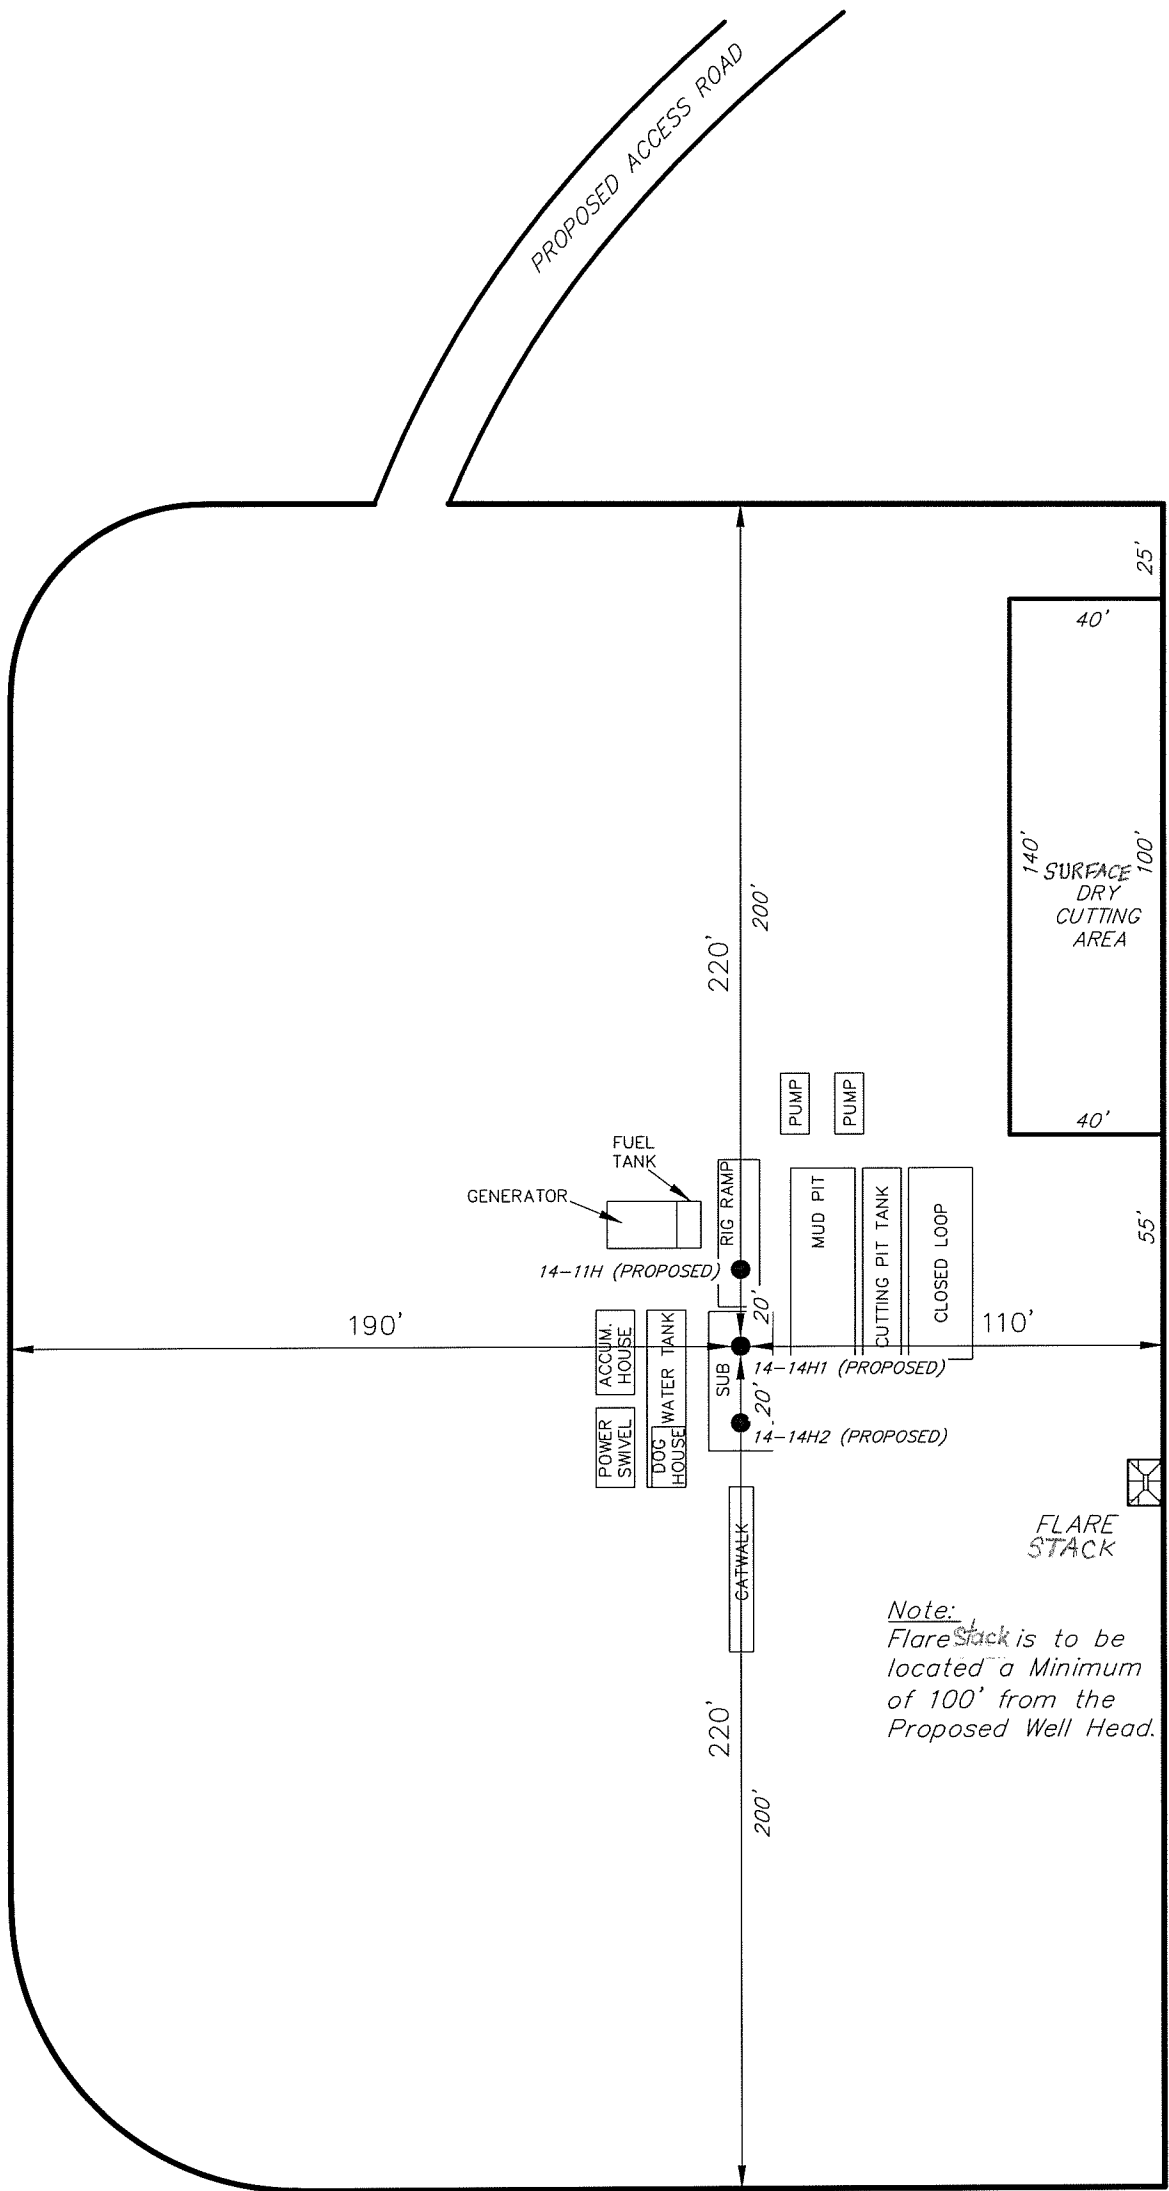 PROPOSED ACCESS ROAD
25'
40'
140'
100'
SURFACE
DRY
CUTTING
AREA
40'
55'
220'
200'
PUMP
PUMP
FUEL
TANK
GENERATOR
RIG RAMP
MUD PIT
CUTTING PIT TANK
CLOSED LOOP
14-11H (PROPOSED)
20'
190'
110'
ACCUM.
HOUSE
WATER TANK
SUB
14-14H1 (PROPOSED)
20'
POWER
SWIVEL
DOG
HOUSE
14-14H2 (PROPOSED)
CATWALK
FLARE
STACK
Note:
Flare Stack is to be
located a Minimum
of 100' from the
Proposed Well Head.
220'
200'